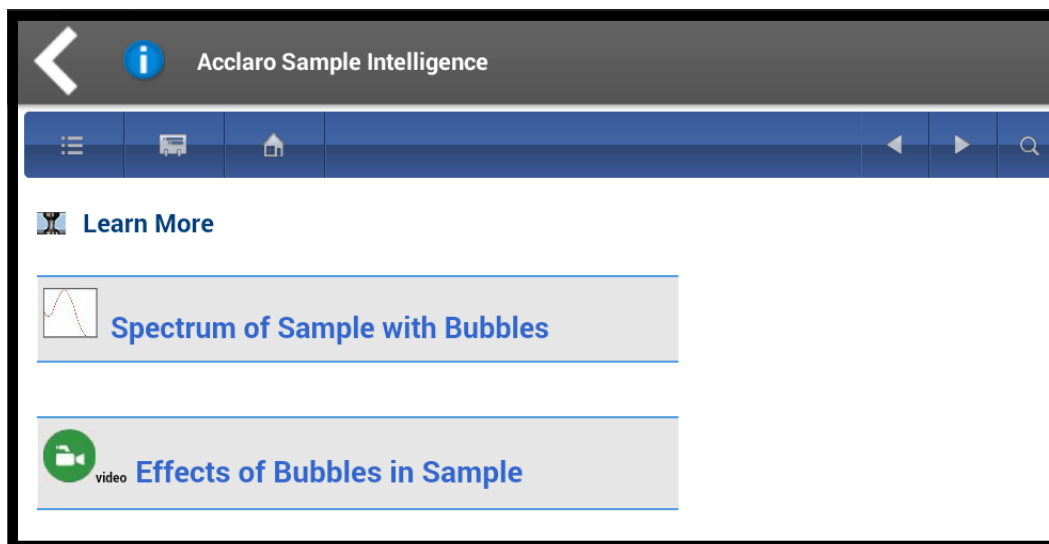 Acclaro Sample Intelligence
Learn More
Spectrum of Sample with Bubbles
video Effects of Bubbles in Sample